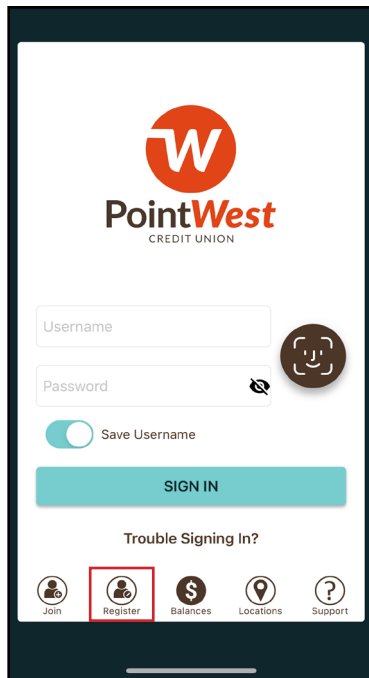 PointWest
CREDIT UNION
Username
Password
Save Username
SIGN IN
Trouble Signing In?
Join Register Balances Locations Support